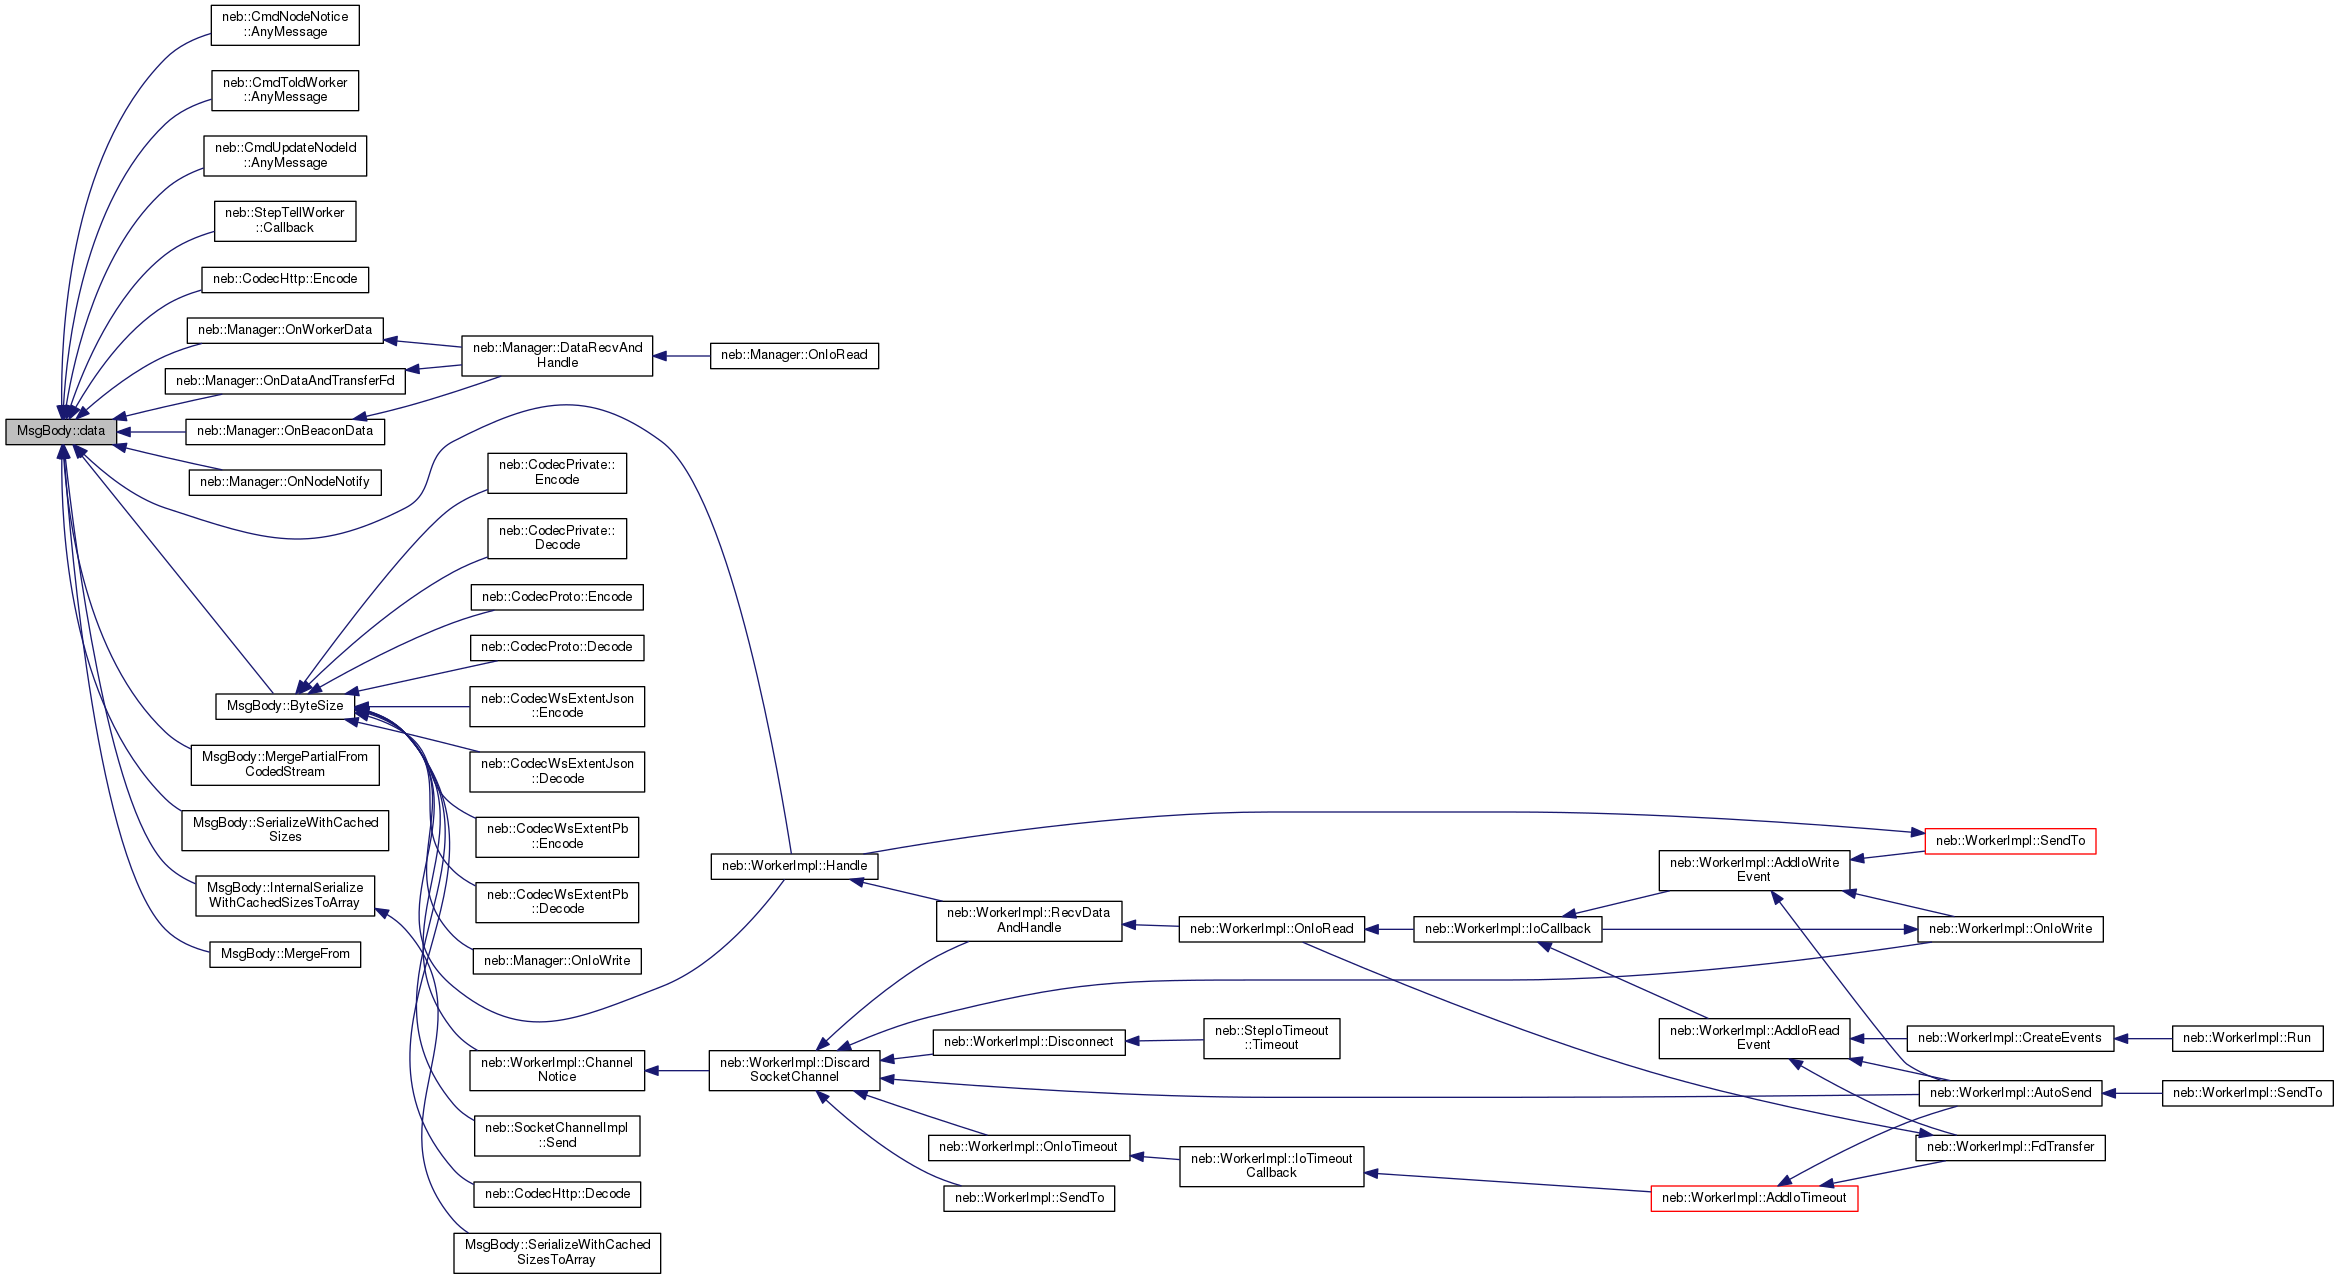 neb::CmdNodeNotice
::AnyMessage
neb::CmdToldWorker
::AnyMessage
neb::CmdUpdateNodeId
::AnyMessage
neb::StepTellWorker
::Callback
neb::CodecHttp::Encode
neb::Manager::OnWorkerData
neb::Manager::DataRecvAnd
Handle
neb::Manager::OnIoRead
neb::Manager::OnDataAndTransferFd
MsgBody::data
neb::Manager::OnBeaconData
neb::Manager::OnNodeNotify
neb::CodecPrivate::
Encode
neb::CodecPrivate::
Decode
neb::CodecProto::Encode
neb::CodecProto::Decode
MsgBody::ByteSize
neb::CodecWsExtentJson
::Encode
MsgBody::MergePartialFrom
CodedStream
neb::CodecWsExtentJson
::Decode
MsgBody::SerializeWithCached
Sizes
neb::CodecWsExtentPb
::Encode
MsgBody::InternalSerialize
WithCachedSizesToArray
neb::CodecWsExtentPb
::Decode
MsgBody::MergeFrom
neb::Manager::OnIoWrite
neb::WorkerImpl::Handle
neb::WorkerImpl::RecvData
AndHandle
neb::WorkerImpl::OnIoRead
neb::WorkerImpl::IoCallback
neb::WorkerImpl::AddIoWrite
Event
neb::WorkerImpl::SendTo
neb::WorkerImpl::OnIoWrite
neb::WorkerImpl::AddIoRead
Event
neb::WorkerImpl::CreateEvents
neb::WorkerImpl::Run
neb::WorkerImpl::Channel
Notice
neb::WorkerImpl::Discard
SocketChannel
neb::WorkerImpl::Disconnect
neb::StepIoTimeout
::Timeout
neb::WorkerImpl::AutoSend
neb::WorkerImpl::SendTo
neb::SocketChannelImpl
::Send
neb::WorkerImpl::OnIoTimeout
neb::WorkerImpl::IoTimeout
Callback
neb::WorkerImpl::FdTransfer
neb::CodecHttp::Decode
neb::WorkerImpl::SendTo
neb::WorkerImpl::AddIoTimeout
MsgBody::SerializeWithCached
SizesToArray